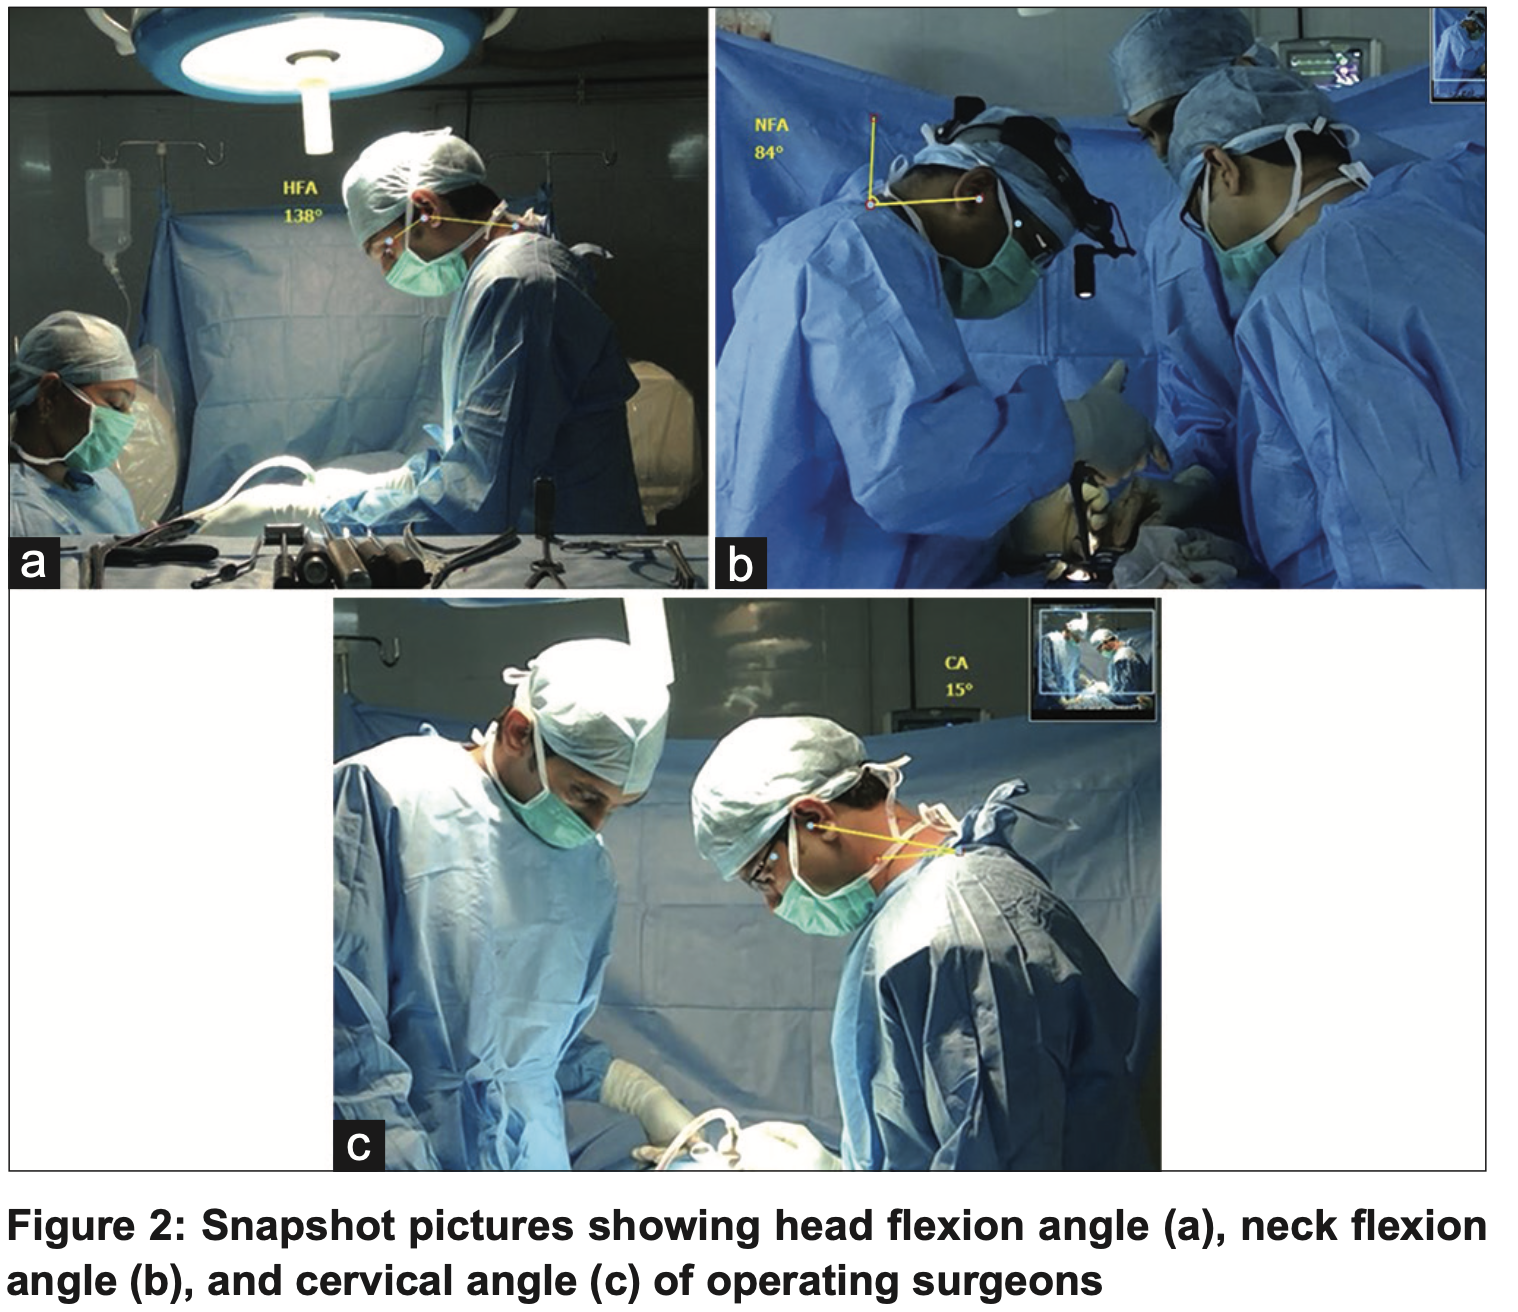 HFA
138°
NFA
84°
a
b
CA
15°
c
Figure 2: Snapshot pictures showing head flexion angle (a), neck flexion
angle (b), and cervical angle (c) of operating surgeons